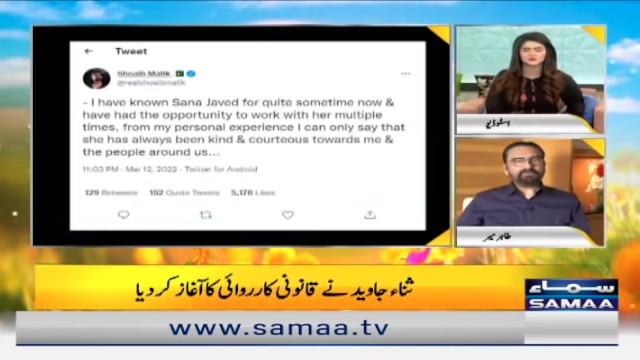 Tweet
Shoaib Malik
@realshoaibmalik
- I have known Sana Javed for quite sometime now &
have had the opportunity to work with her multiple
times, from my personal experience I can only say that
she has always been kind & courteous towards me &
the people around us...
11:03 PM - Mar 12, 2022 - Twitter for Android
129 Retweets 152 Quote Tweets 5,178 Likes
اسٹوڈیو
طاہر میر
ثناء جاوید نے قانونی کارروائی کا آغاز کر دیا
سماء
SAMAA
www.samaa.tv